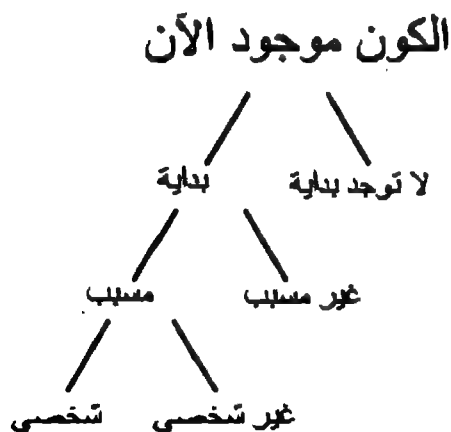 الكون موجود الآن
لا توجد بداية بداية
غير مسبب مسبب
غير شخصي شخصي